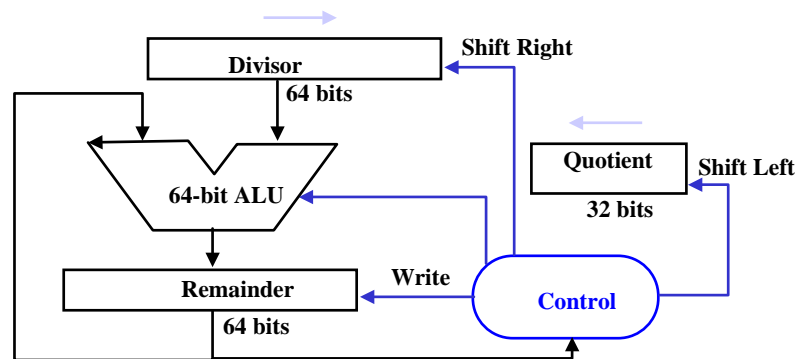 Shift Right
Divisor
64 bits
Quotient
Shift Left
64-bit ALU
32 bits
Write
Remainder
Control
64 bits